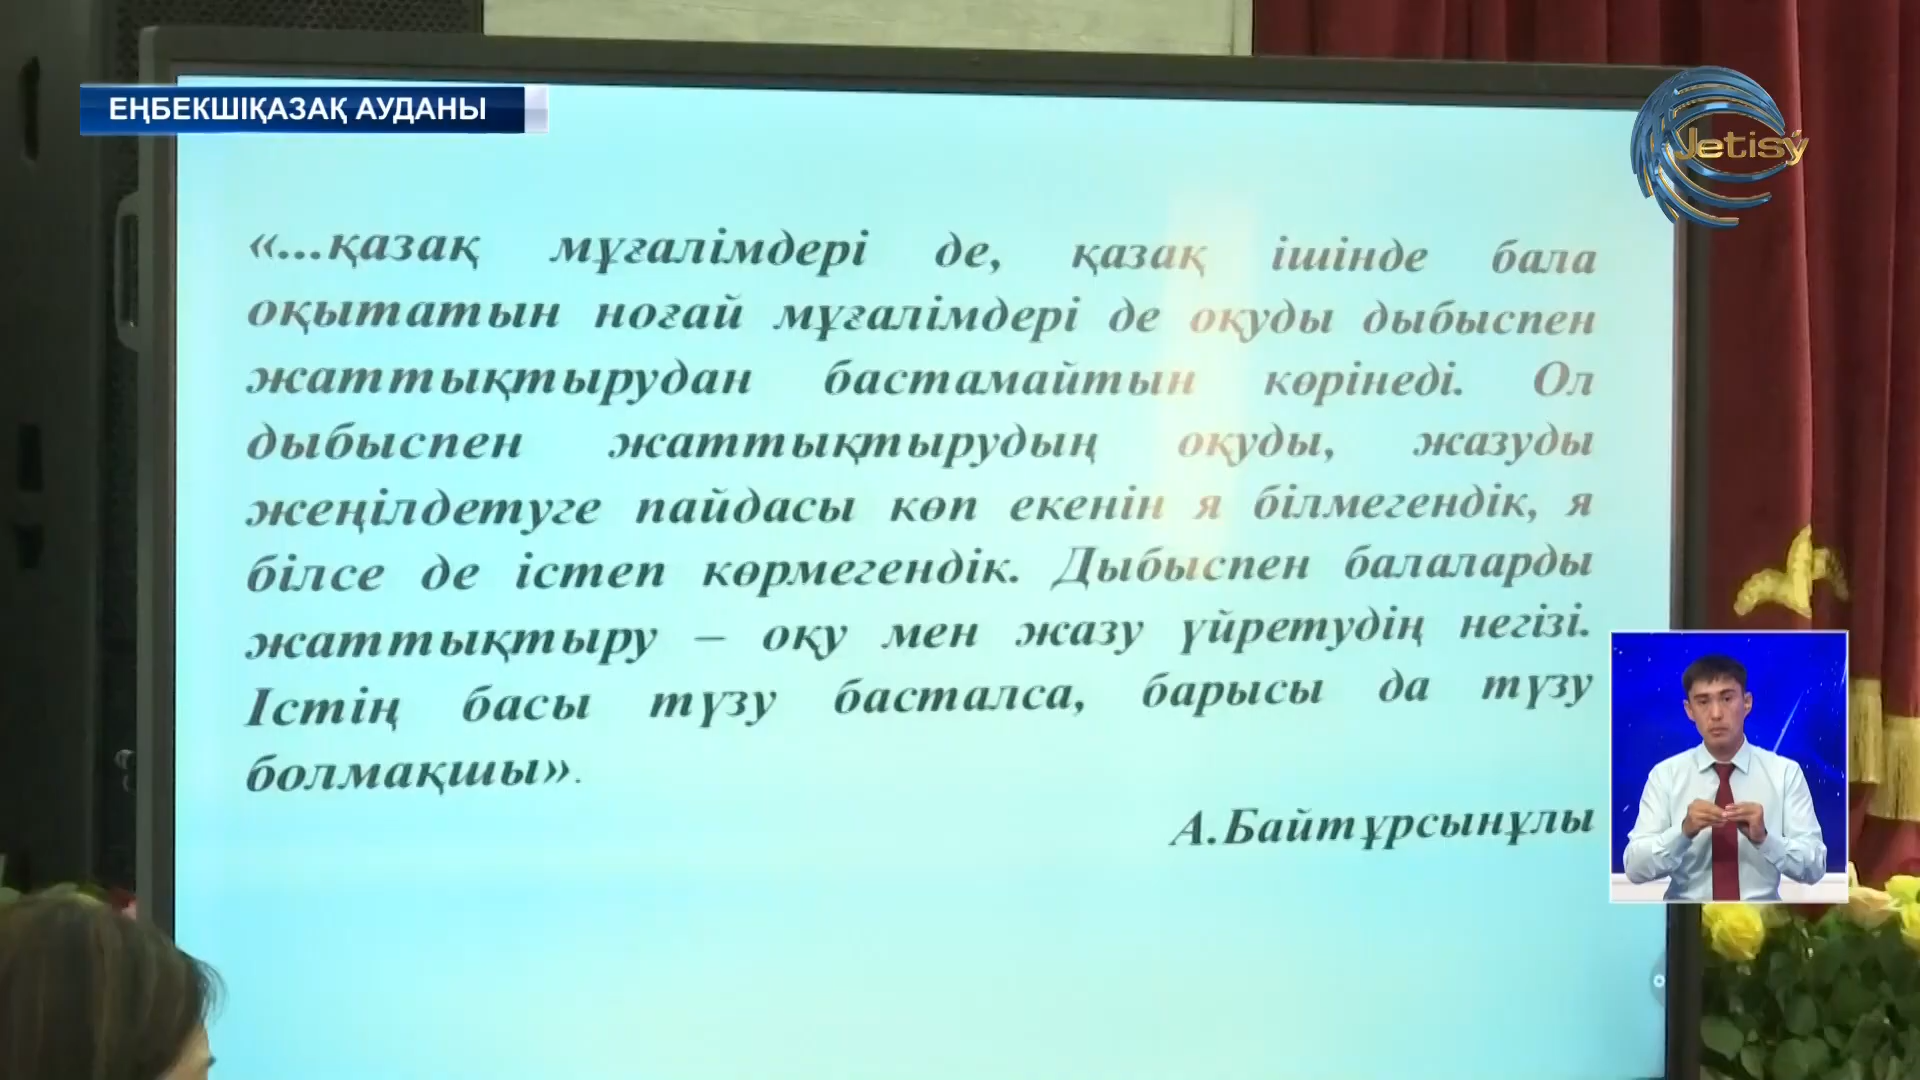 ЕҢБЕКШІҚАЗАҚ АУДАНЫ
Jetisý
«...қазақ мұғалімдері де, қазақ ішінде бала
оқытатын ноғай мұғалімдері де оқуды дыбыспен
жаттықтырудан бастамайтын көрінеді. Ол
дыбыспен жаттықтырудың оқуды, жазуды
жеңілдетуге пайдасы көп екенін я білмегендік, я
білсе де істеп көрмегендік. Дыбыспен балаларды
жаттықтыру – оқу мен жазу үйретудің негізі.
Істің басы түзу басталса, барысы да түзу
болмақшы».
А.Байтұрсынұлы